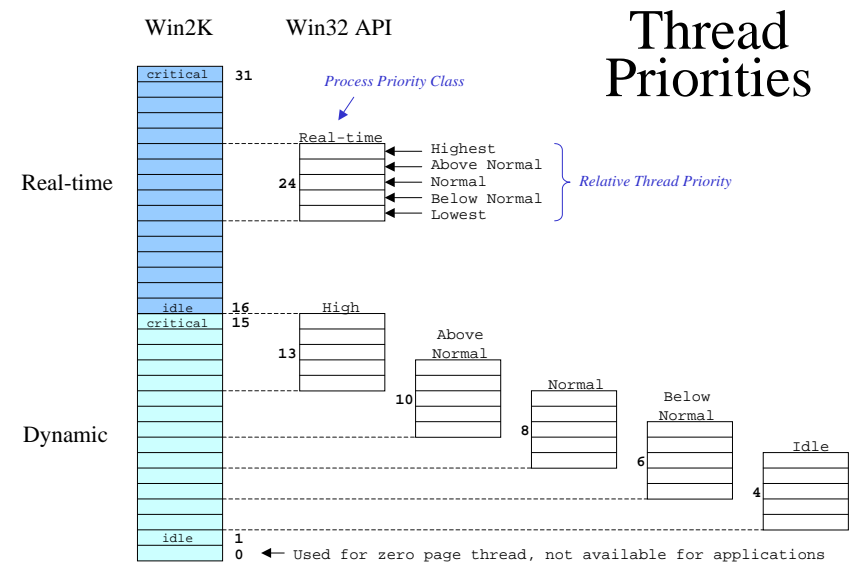 Win2K
Win32 API
Thread
Priorities
critical
31
Process Priority Class
Real-time
Highest
Above Normal
Normal
Below Normal
Lowest
24
Relative Thread Priority
Real-time
idle
16
critical
15
High
13
Above
Normal
10
Normal
8
Below
Normal
6
Idle
4
Dynamic
idle
1
0
Used for zero page thread, not available for applications